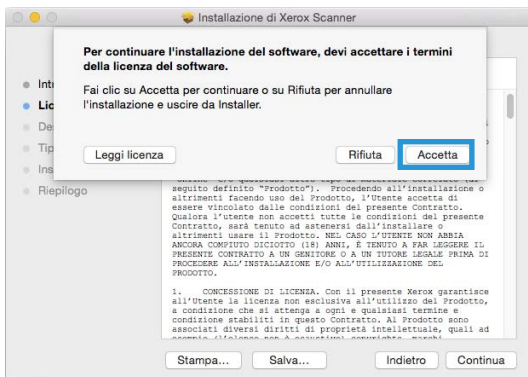 Installazione di Xerox Scanner
Per continuare l'installazione del software, devi accettare i termini
della licenza del software.
Fai clic su Accetta per continuare o su Rifiuta per annullare
l'installazione e uscire da Installer.
Leggi licenza
Rifiuta
Accetta
Riepilogo
seguito definito "Prodotto"). Procedendo all'installazione o
altrimenti facendo uso del Prodotto, l'Utente accetta di
essere vincolato dalle condizioni del presente Contratto.
Qualora l'utente non accetti tutte le condizioni del presente
Contratto, sarà tenuto ad astenersi dall'installare o
altrimenti usare il Prodotto. NEL CASO L'UTENTE NON ABBIA
ANCORA COMPIUTO DICIOTTO (18) ANNI, È TENUTO A FAR LEGGERE IL
PRESENTE CONTRATTO A UN GENITORE O A UN TUTORE LEGALE PRIMA DI
PROCEDERE ALL'INSTALLAZIONE E/O ALL'UTILIZZAZIONE DEL
PRODOTTO.
1. CONCESSIONE DI LICENZA. Con il presente Xerox garantisce
all'Utente la licenza non esclusiva all'utilizzo del Prodotto,
a condizione che si attenga a ogni e qualsiasi termine e
condizione stabiliti in questo Contratto. Al Prodotto sono
associati diversi diritti di proprietà intellettuale, quali ad
Stampa...
Salva...
Indietro
Continua